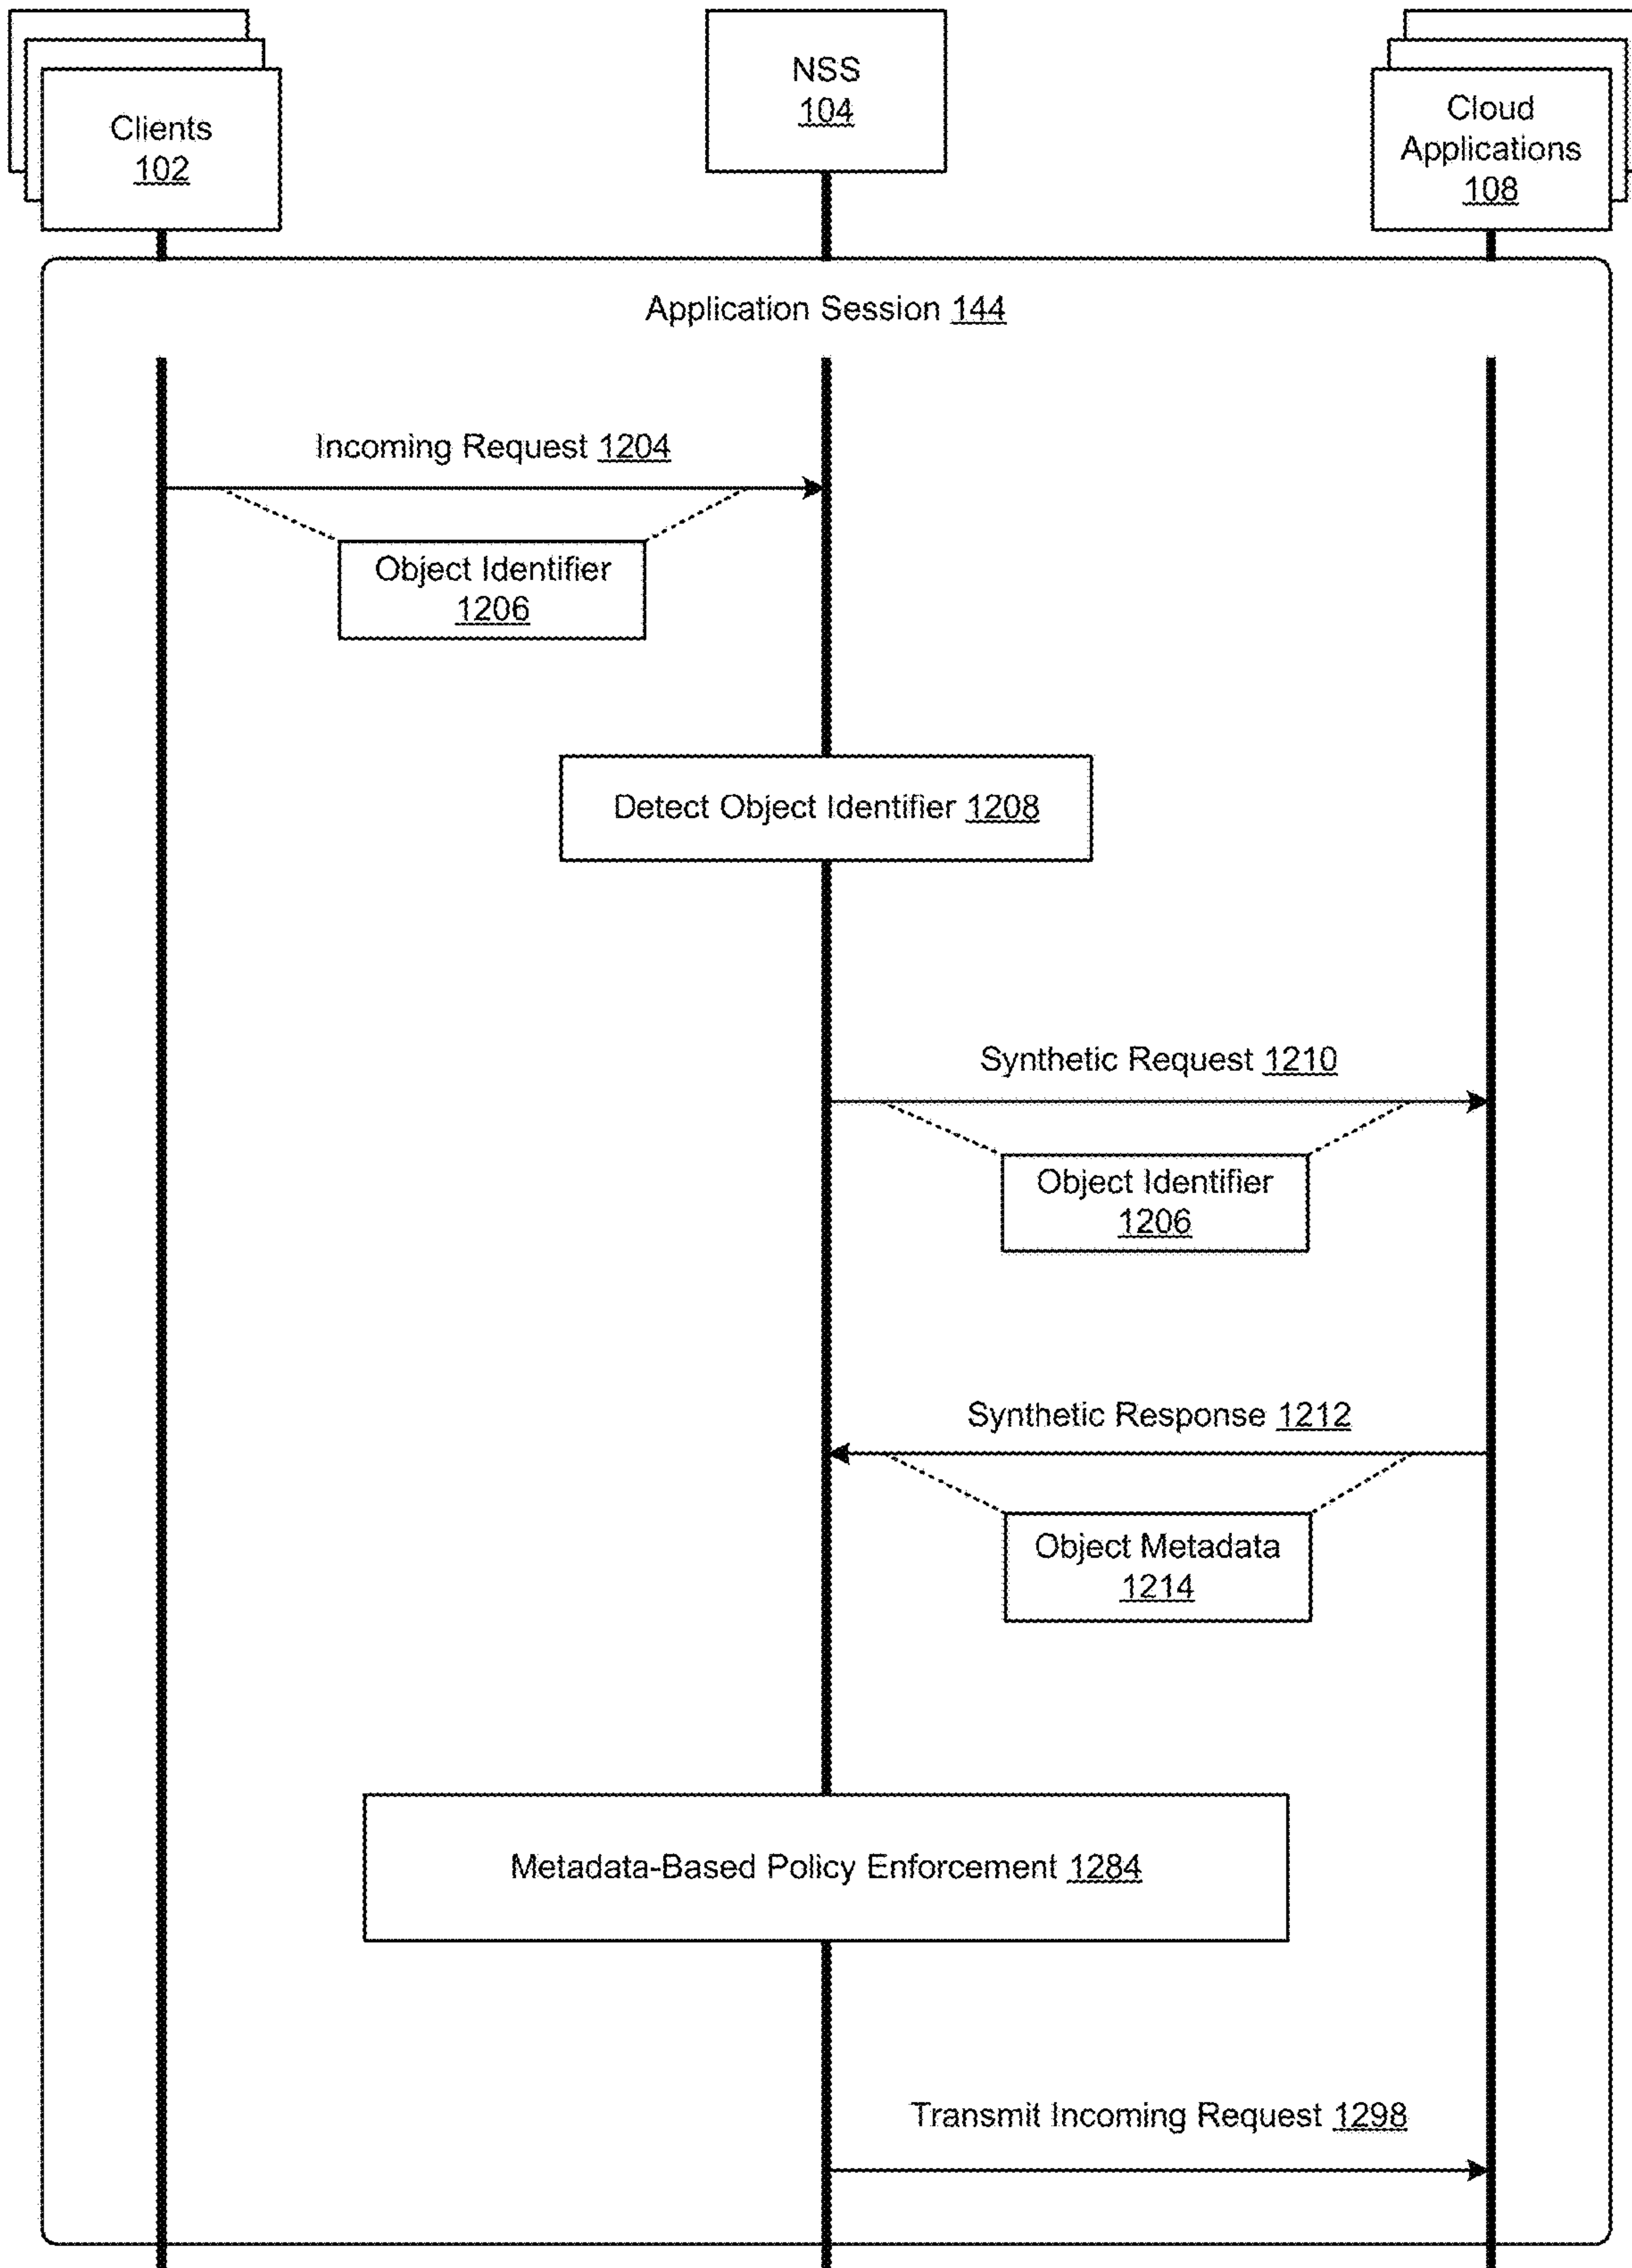 Clients
102
NSS
104
Cloud
Applications
108
Application Session 144
Incoming Request 1204
Object Identifier
1206
Detect Object Identifier 1208
Synthetic Request 1210
Object Identifier
1206
Synthetic Response 1212
Object Metadata
1214
Metadata-Based Policy Enforcement 1284
Transmit Incoming Request 1298